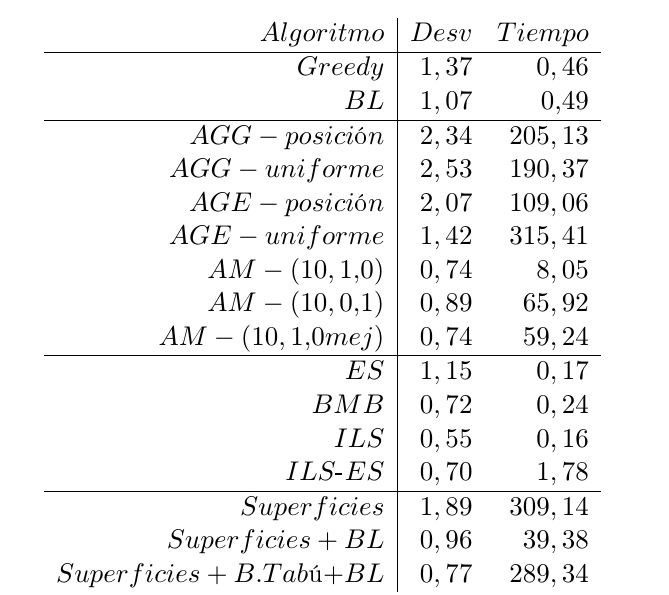 Algoritmo Desv Tiempo
Greedy 1,37 0,46
BL 1,07 0,49
AGG − posición 2,34 205,13
AGG − uniforme 2,53 190,37
AGE − posición 2,07 109,06
AGE − uniforme 1,42 315,41
AM − (10, 1,0) 0,74 8,05
AM − (10, 0,1) 0,89 65,92
AM − (10, 1,0mej) 0,74 59,24
ES 1,15 0,17
BMB 0,72 0,24
ILS 0,55 0,16
ILS-ES 0,70 1,78
Superficies 1,89 309,14
Superficies + BL 0,96 39,38
Superficies + B.Tabú+BL 0,77 289,34